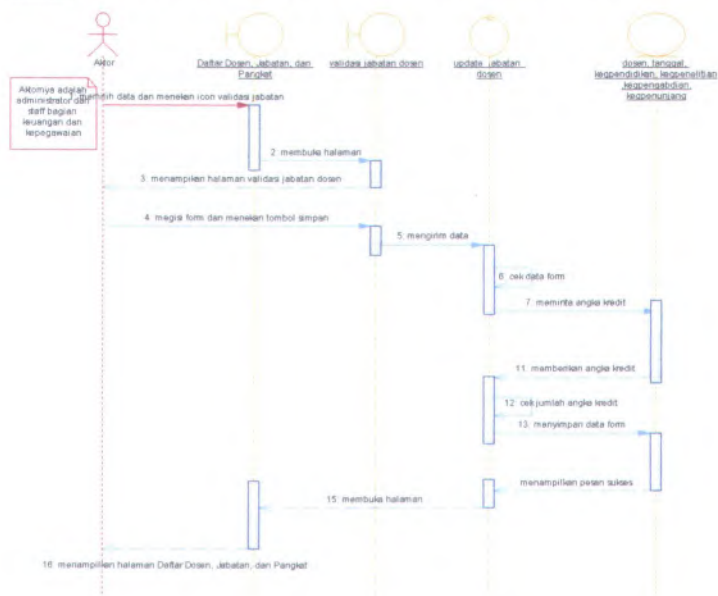 Aktor
Daftar Dosen, Jabatan, dan
Pangkat
validasi jabatan dosen
update jabatan
dosen
dosen, tanggal,
kegpendidikan, kegpenelitian
kegpengabdian,
kegpenunjang
Aktornya adalah
administrator dan
staff bagian
keuangan dan
kepegawaian
memilih data dan menekan icon validasi jabatan
2: membuka halaman
3: menampilkan halaman validasi jabatan dosen
4: megisi form dan menekan tombol simpan
5: mengirim data
6: cek data form
7: meminta angka kredit
11: memberikan angka kredit
12: cek jumlah angka kredit
13: menyimpan data form
menampilkan pesan sukses
15: membuka halaman
16: menampilkan halaman Daftar Dosen, Jabatan, dan Pangkat